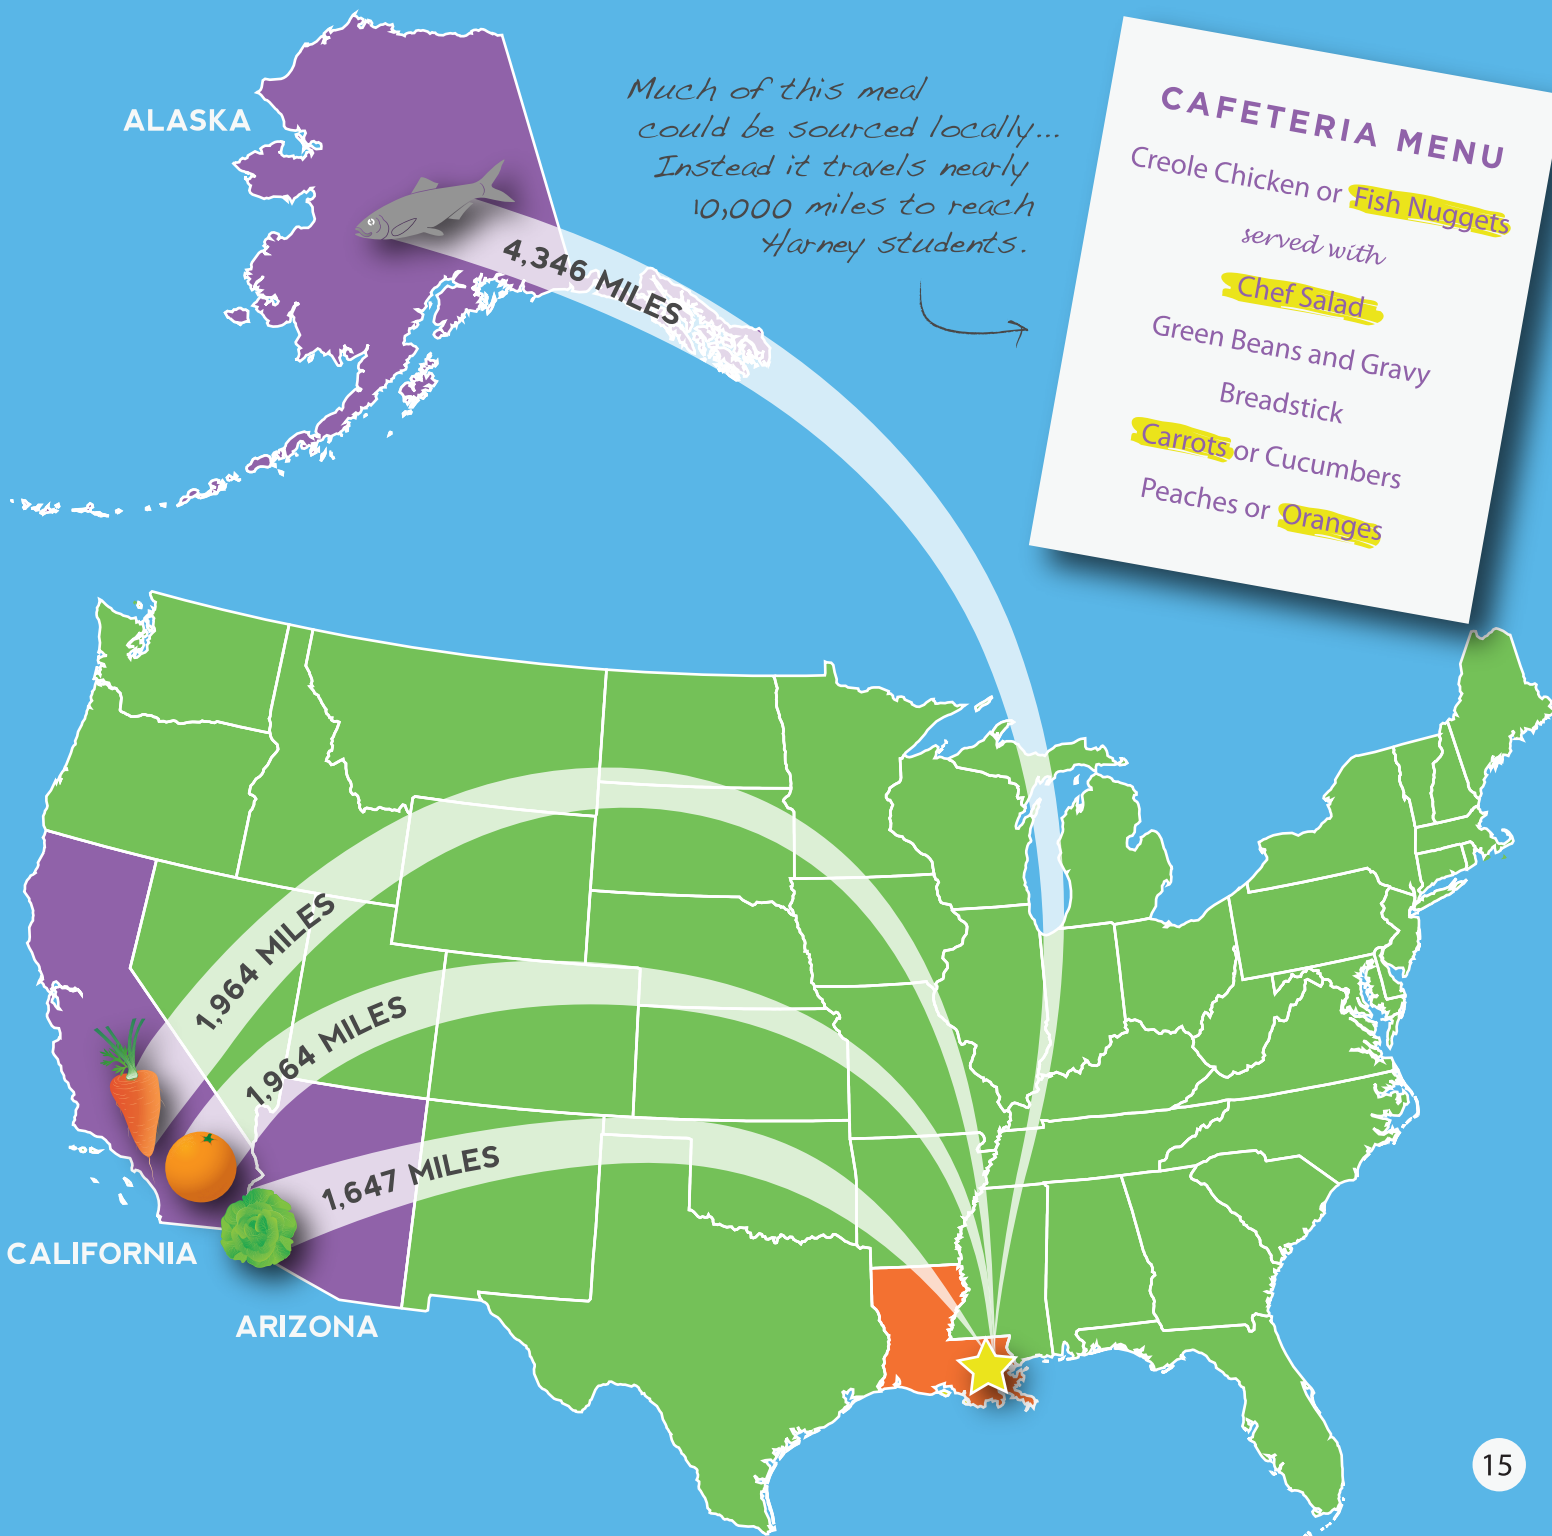 ALASKA
Much of this meal
could be sourced locally...
Instead it travels nearly
10,000 miles to reach
Harney students.
CAFETERIA MENU
Creole Chicken or Fish Nuggets
served with
Chef Salad
Green Beans and Gravy
Breadstick
Carrots or Cucumbers
Peaches or Oranges
4,346 MILES
1,964 MILES
1,964 MILES
1,647 MILES
CALIFORNIA
ARIZONA
15